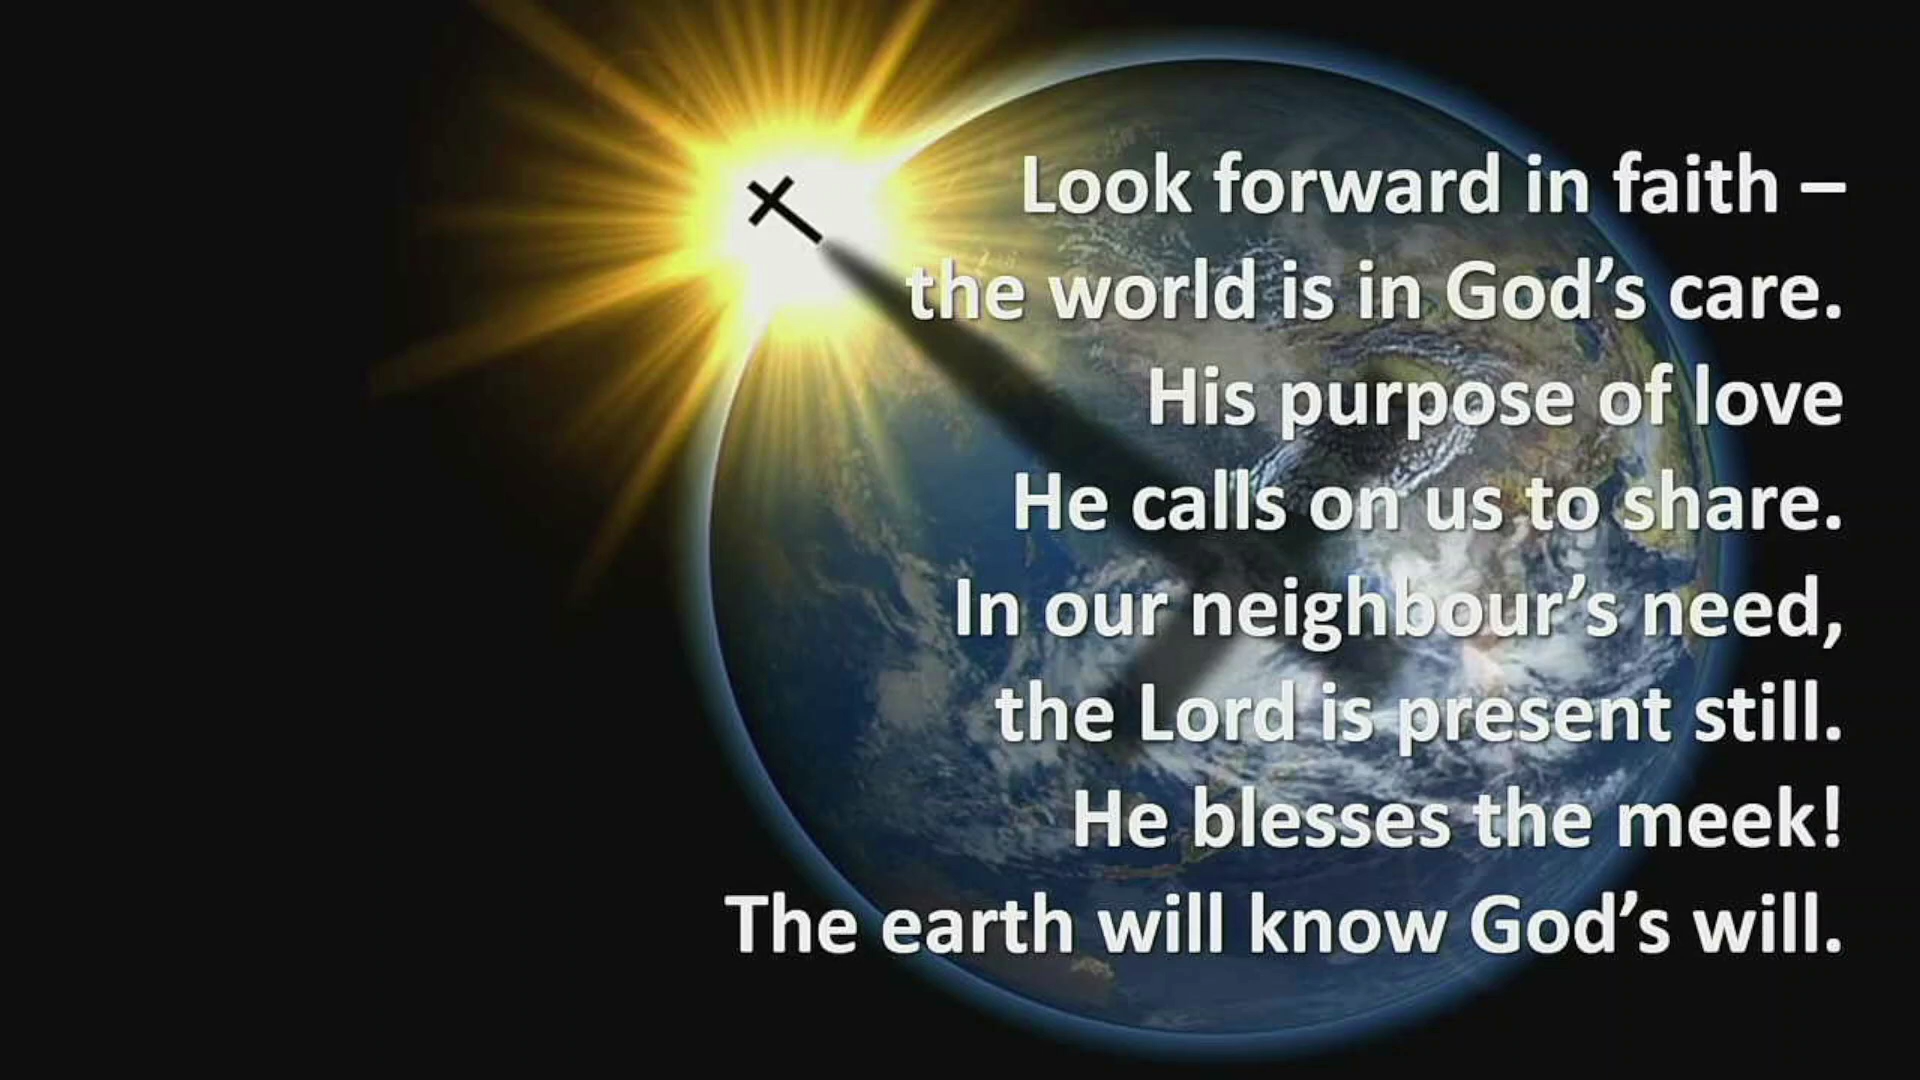 Look forward in faith –
the world is in God’s care.
His purpose of love
He calls on us to share.
In our neighbour’s need,
the Lord is present still.
He blesses the meek!
The earth will know God’s will.